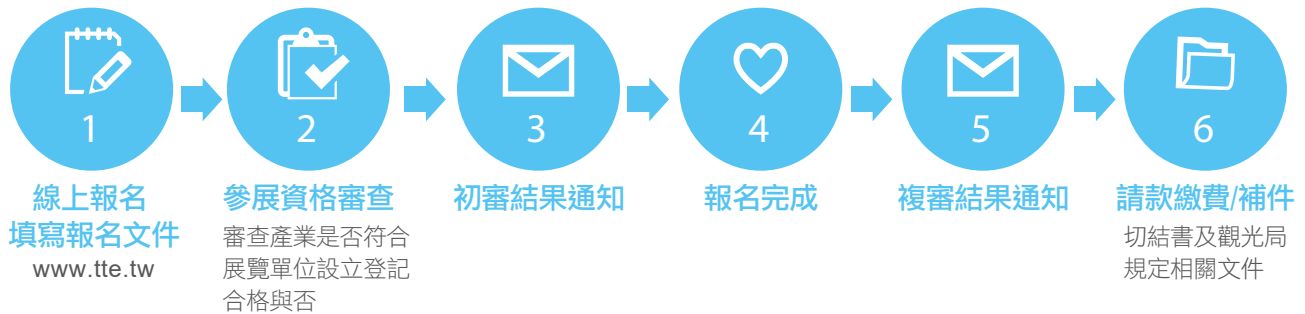 1
線上報名
填寫報名文件
www.tte.tw
2
參展資格審查
審查產業是否符合
展覽單位設立登記
合格與否
3
初審結果通知
4
報名完成
5
複審結果通知
6
請款繳費/補件
切結書及觀光局
規定相關文件